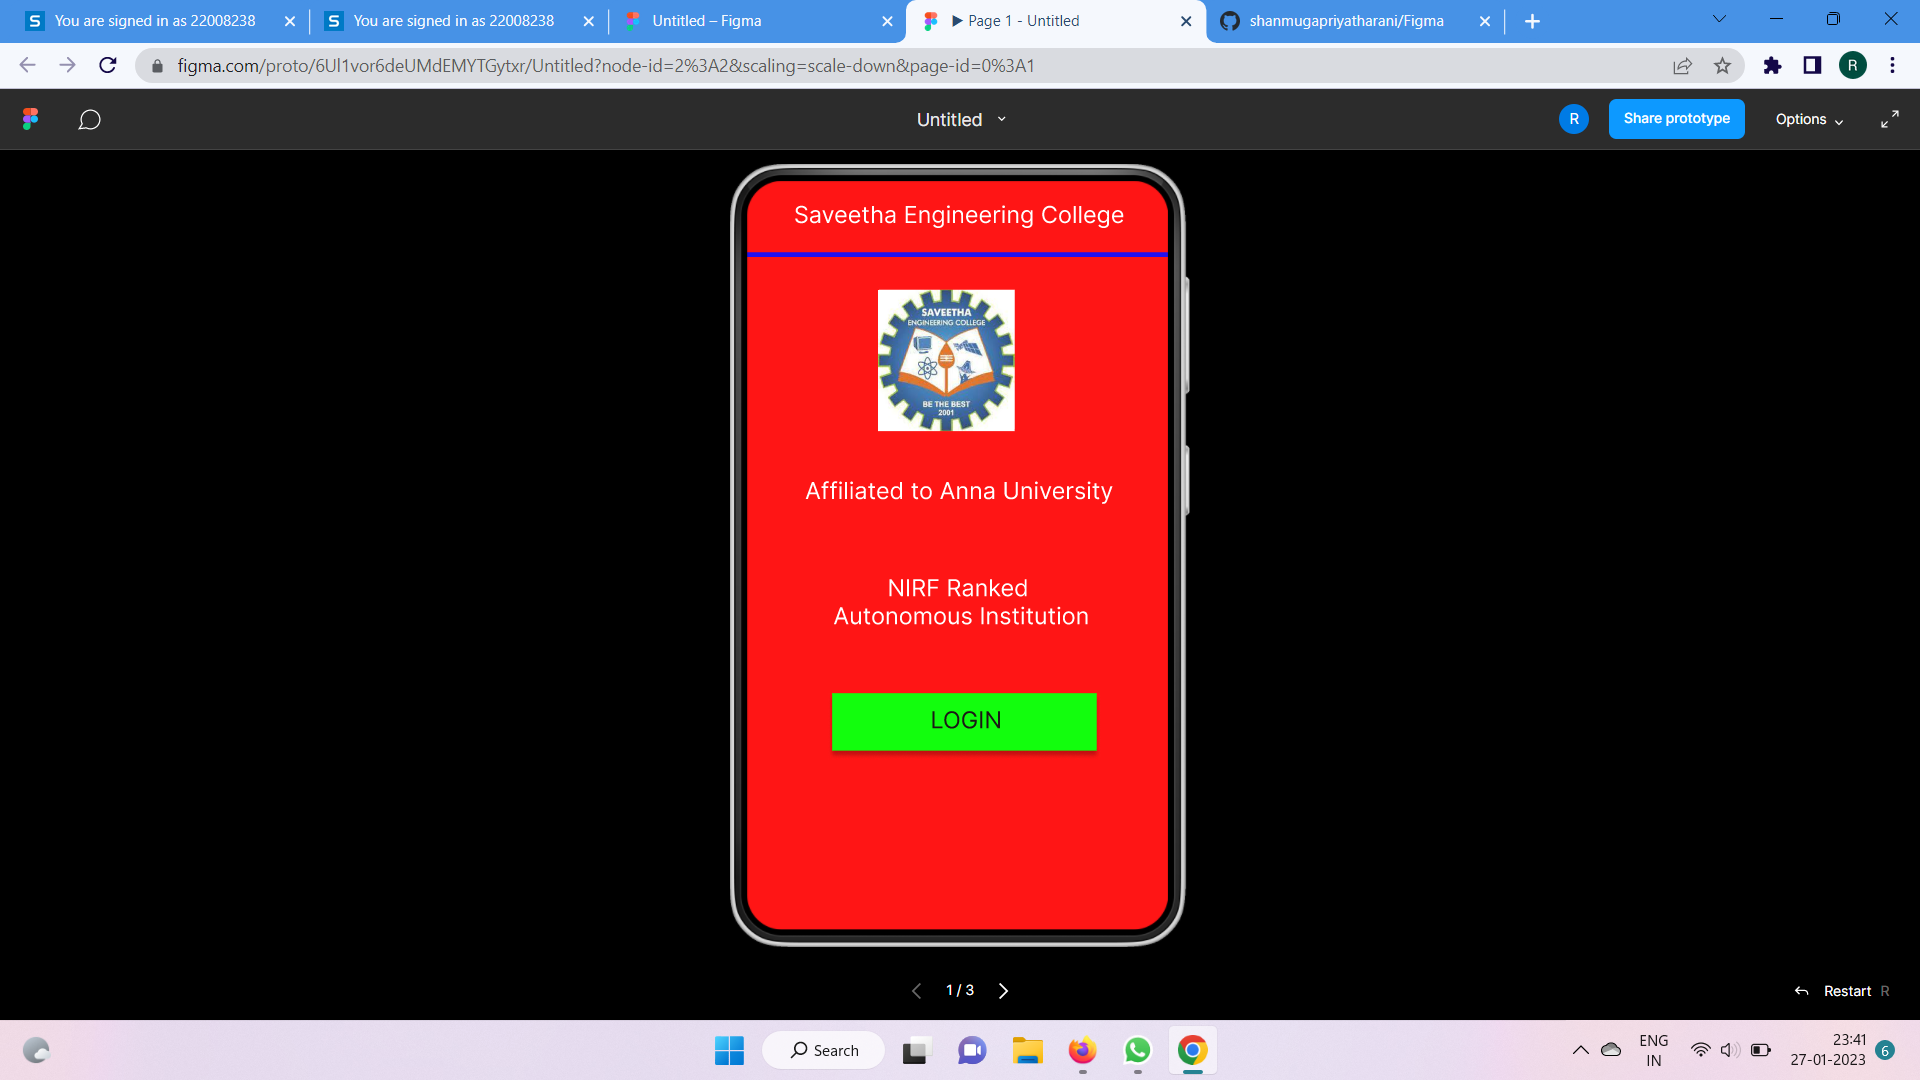 You are signed in as 22008238
You are signed in as 22008238
Untitled – Figma
Page 1 - Untitled
shanmugapriyatharani/Figma
figma.com/proto/6Ul1vor6deUMdEMYTGytxr/Untitled?node-id=2%3A2&scaling=scale-down&page-id=0%3A1
R
Untitled
R
Share prototype
Options
Saveetha Engineering College
SAVEETHA
ENGINEERING COLLEGE
BE THE BEST
2001
Affiliated to Anna University
NIRF Ranked
Autonomous Institution
LOGIN
1 / 3
Restart R
Search
ENG
IN
23:41
27-01-2023
6